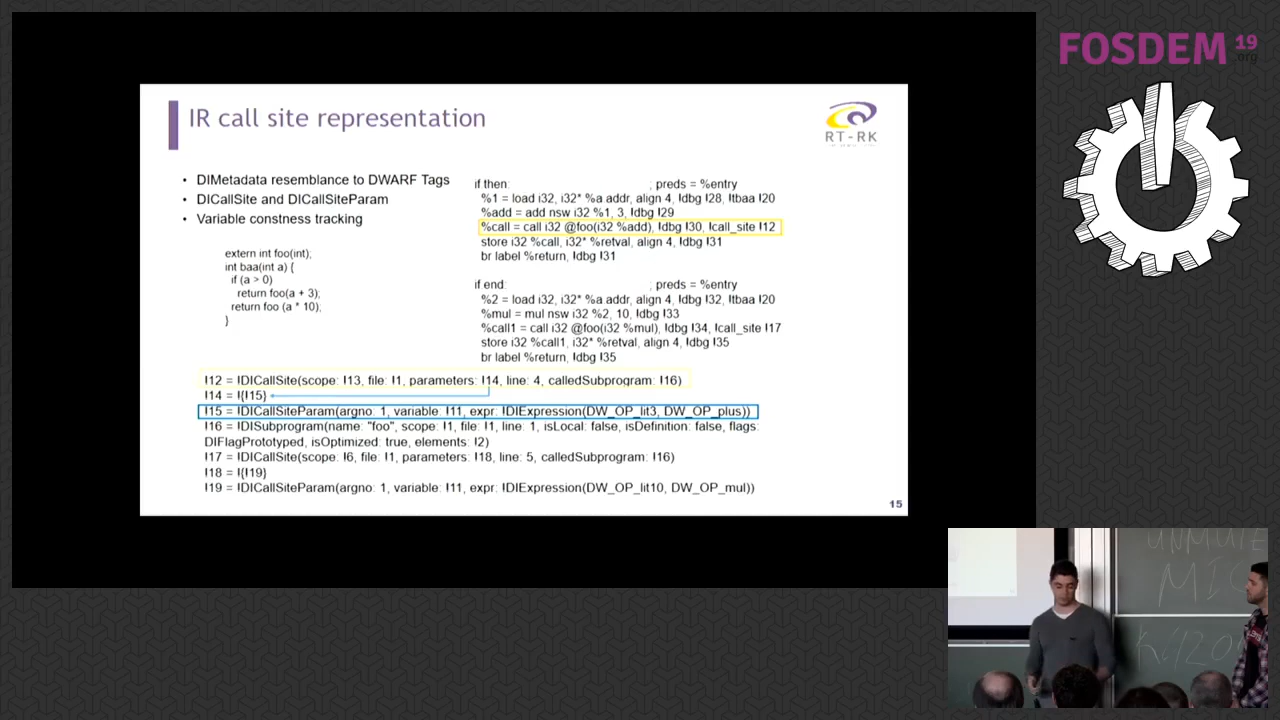 FOSDEM 19
.org
IR call site representation
RT-RK
• DIMetadata resemblance to DWARF Tags
• DICallSite and DICallSiteParam
• Variable constness tracking
extern int foo(int);
int baa(int a) {
if (a > 0)
return foo(a + 3);
return foo (a * 10);
}
if.then: ; preds = %entry
%1 = load i32, i32* %a.addr, align 4, !dbg !28, !tbaa !20
%add = add nsw i32 %1, 3, !dbg !29
%call = call i32 @foo(i32 %add), !dbg !30, !call_site !12
store i32 %call, i32* %retval, align 4, !dbg !31
br label %return, !dbg !31
if.end: ; preds = %entry
%2 = load i32, i32* %a.addr, align 4, !dbg !32, !tbaa !20
%mul = mul nsw i32 %2, 10, !dbg !33
%call1 = call i32 @foo(i32 %mul), !dbg !34, !call_site !17
store i32 %call1, i32* %retval, align 4, !dbg !35
br label %return, !dbg !35
!12 = !DICallSite(scope: !13, file: !1, parameters: !14, line: 4, calledSubprogram: !16)
!14 = !{!15}
!15 = !DICallSiteParam(argno: 1, variable: !11, expr: !DIExpression(DW_OP_lit3, DW_OP_plus))
!16 = !DISubprogram(name: "foo", scope: !1, file: !1, line: 1, isLocal: false, isDefinition: false, flags:
DIFlagPrototyped, isOptimized: true, elements: !2)
!17 = !DICallSite(scope: !6, file: !1, parameters: !18, line: 5, calledSubprogram: !16)
!18 = !{!19}
!19 = !DICallSiteParam(argno: 1, variable: !11, expr: !DIExpression(DW_OP_lit10, DW_OP_mul))
15
UNMUTE
MIC